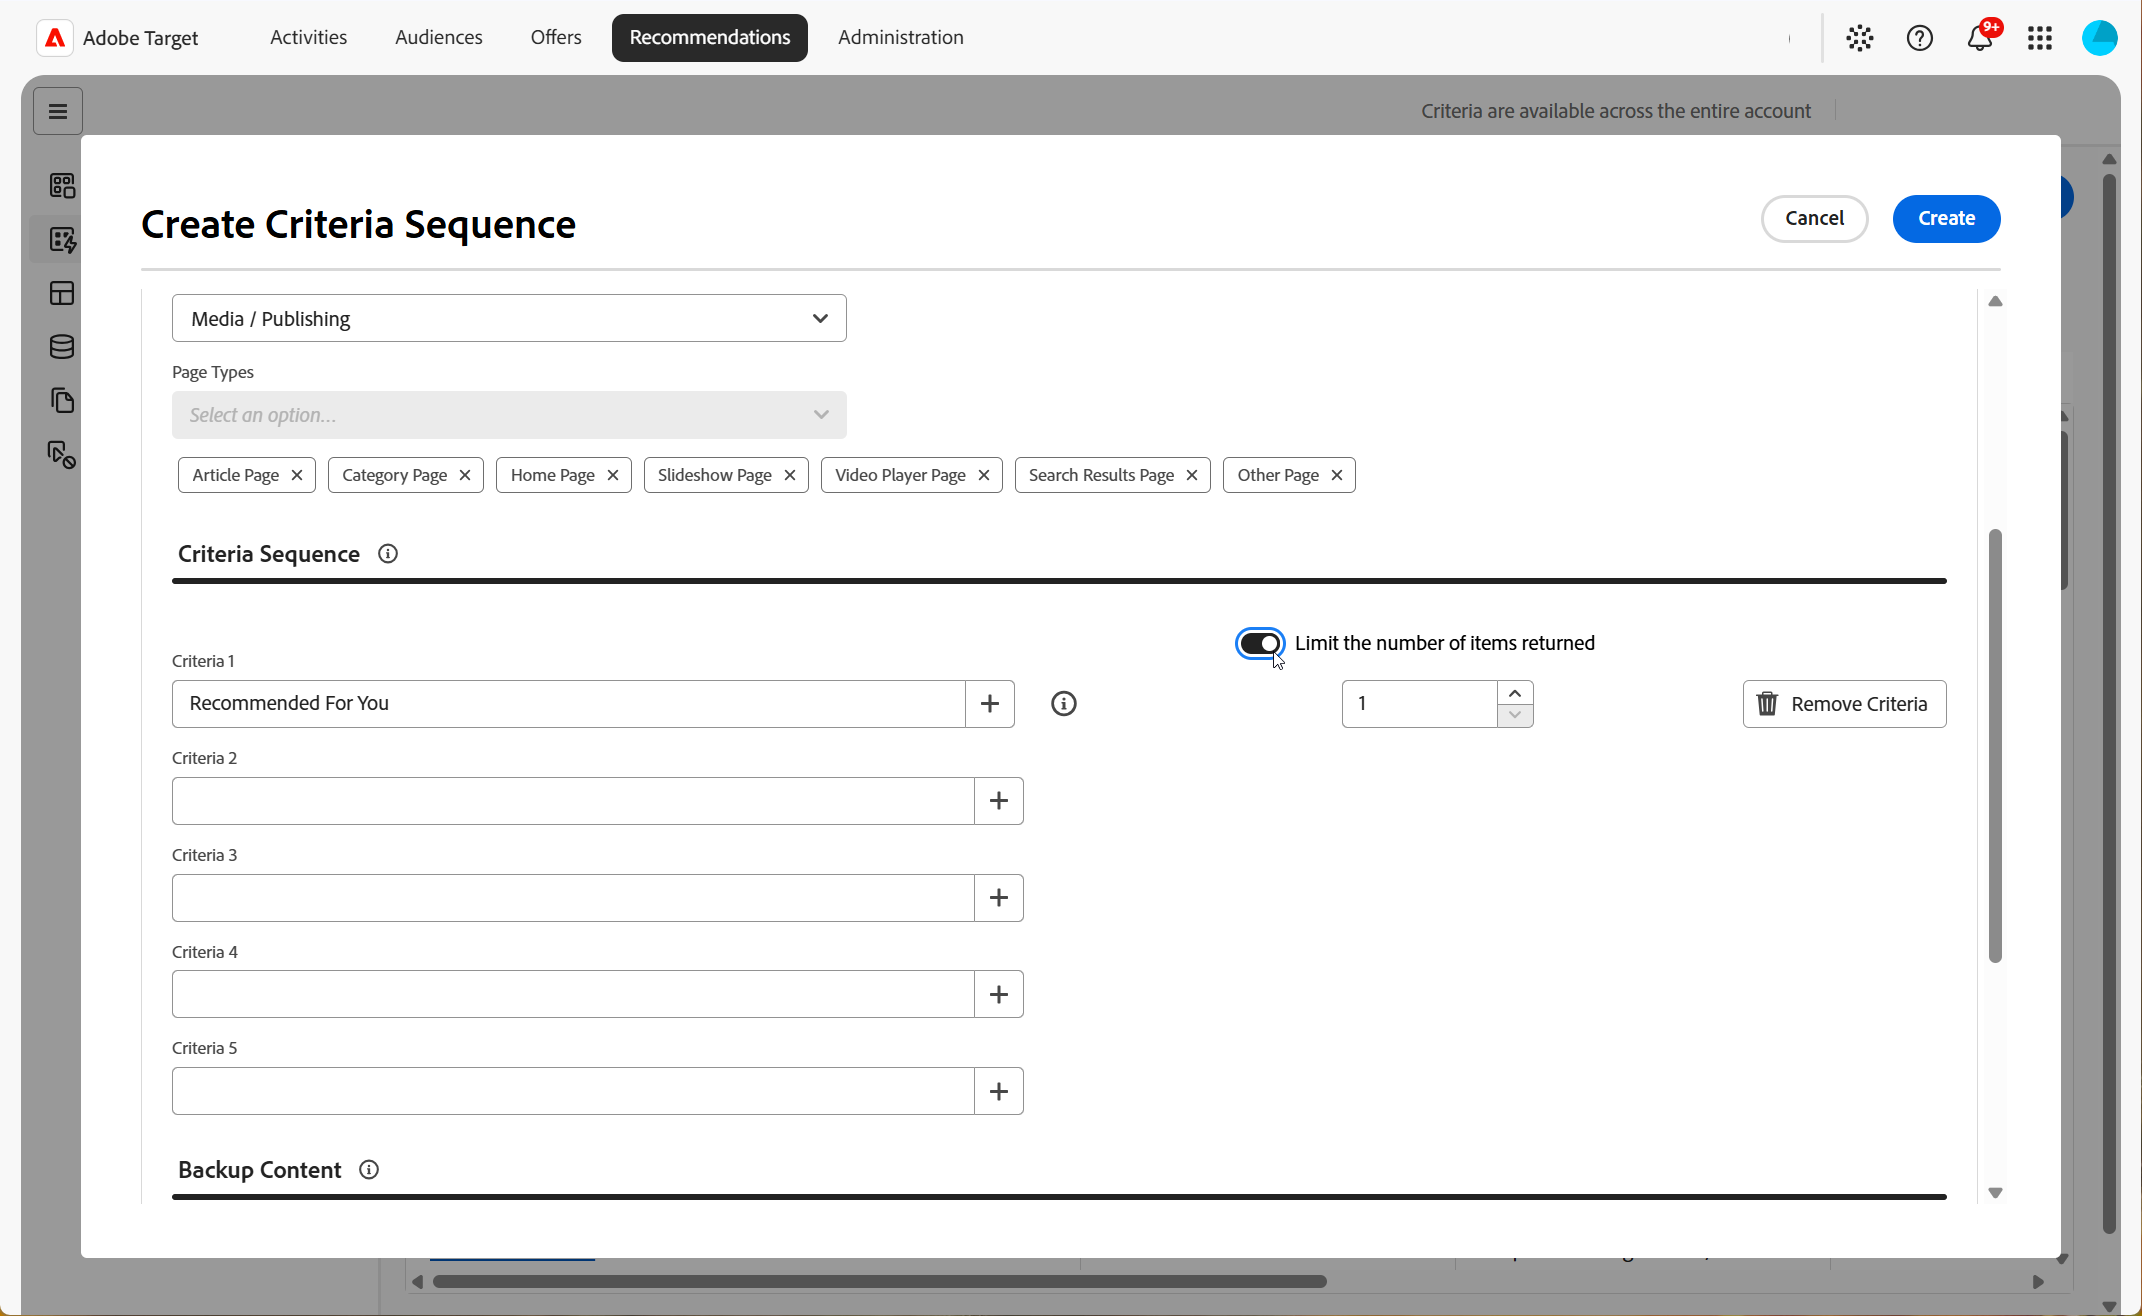 Adobe Target
Activities
Audiences
Offers
Recommendations
Administration
9+
Criteria are available across the entire account
Create Criteria Sequence
Cancel
Create
Media / Publishing
Page Types
Select an option...
Article Page
Category Page
Home Page
Slideshow Page
Video Player Page
Search Results Page
Other Page
Criteria Sequence
Limit the number of items returned
Criteria 1
Recommended For You
1
Remove Criteria
Criteria 2
Criteria 3
Criteria 4
Criteria 5
Backup Content